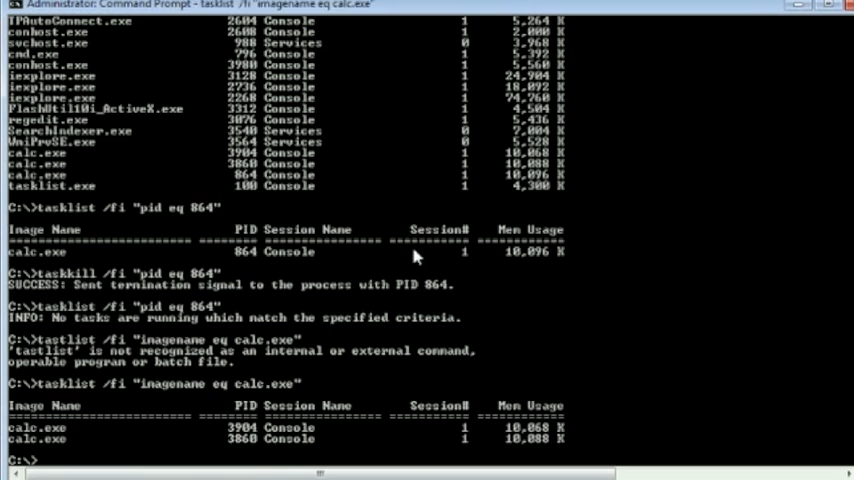 Administrator: Command Prompt - tasklist /fi "imagename eq calc.exe"
TPAutoConnect.exe 2604 Console 1 5,264 K
conhost.exe 2608 Console 1 2,000 K
svchost.exe 988 Services 0 3,968 K
cmd.exe 796 Console 1 5,392 K
conhost.exe 3980 Console 1 5,560 K
iexplore.exe 3128 Console 1 24,904 K
iexplore.exe 2736 Console 1 18,092 K
iexplore.exe 2268 Console 1 74,760 K
FlashUtil10i_ActiveX.exe 3312 Console 1 4,504 K
regedit.exe 3076 Console 1 5,436 K
SearchIndexer.exe 3540 Services 0 7,004 K
WmiPrvSE.exe 3564 Services 0 5,528 K
calc.exe 3904 Console 1 10,068 K
calc.exe 3860 Console 1 10,088 K
calc.exe 864 Console 1 10,096 K
tasklist.exe 100 Console 1 4,300 K
C:\>tasklist /fi "pid eq 864"
Image Name PID Session Name Session# Mem Usage
========================= ======== ================ =========== ============
calc.exe 864 Console 1 10,096 K
C:\>taskkill /fi "pid eq 864"
SUCCESS: Sent termination signal to the process with PID 864.
C:\>tasklist /fi "pid eq 864"
INFO: No tasks are running which match the specified criteria.
C:\>tastlist /fi "imagename eq calc.exe"
'tastlist' is not recognized as an internal or external command,
operable program or batch file.
C:\>tasklist /fi "imagename eq calc.exe"
Image Name PID Session Name Session# Mem Usage
========================= ======== ================ =========== ============
calc.exe 3904 Console 1 10,068 K
calc.exe 3860 Console 1 10,088 K
C:\>